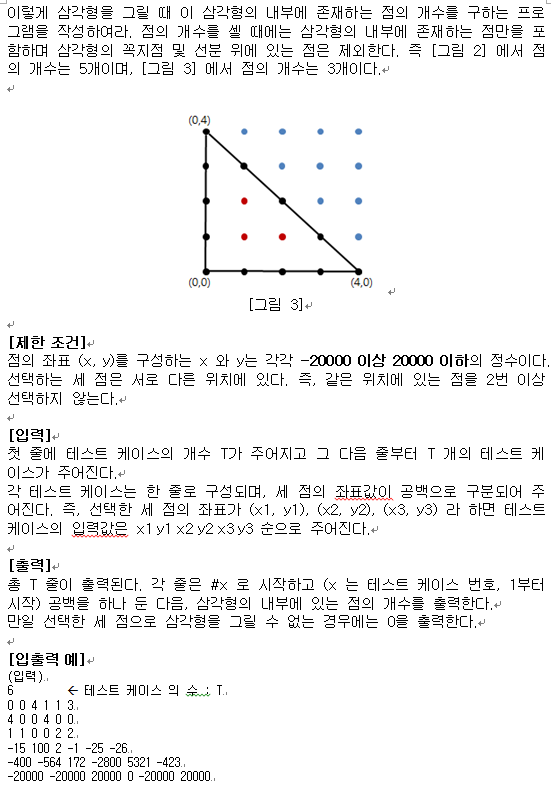 이렇게 삼각형을 그릴 때 이 삼각형의 내부에 존재하는 점의 개수를 구하는 프로
그램을 작성하여라. 점의 개수를 셀 때에는 삼각형의 내부에 존재하는 점만을 포
함하며 삼각형의 꼭지점 및 선분 위에 있는 점은 제외한다. 즉 [그림 2] 에서 점
의 개수는 5개이며, [그림 3] 에서 점의 개수는 3개이다.
(0,4)
(0,0)
(4,0)
[그림 3]
[제한 조건]
점의 좌표 (x, y)를 구성하는 x 와 y는 각각 -20000 이상 20000 이하의 정수이다.
선택하는 세 점은 서로 다른 위치에 있다. 즉, 같은 위치에 있는 점을 2번 이상
선택하지 않는다.
[입력]
첫 줄에 테스트 케이스의 개수 T가 주어지고 그 다음 줄부터 T 개의 테스트 케
이스가 주어진다.
각 테스트 케이스는 한 줄로 구성되며, 세 점의 좌표값이 공백으로 구분되어 주
어진다. 즉, 선택한 세 점의 좌표가 (x1, y1), (x2, y2), (x3, y3) 라 하면 테스트
케이스의 입력값은 x1 y1 x2 y2 x3 y3 순으로 주어진다.
[출력]
총 T 줄이 출력된다. 각 줄은 #x 로 시작하고 (x 는 테스트 케이스 번호, 1부터
시작) 공백을 하나 둔 다음, 삼각형의 내부에 있는 점의 개수를 출력한다.
만일 선택한 세 점으로 삼각형을 그릴 수 없는 경우에는 0을 출력한다.
[입출력 예]
(입력)
6 ← 테스트 케이스 의 수 : T
0 0 4 1 1 3
4 0 0 4 0 0
1 1 0 0 2 2
-15 100 2 -1 -25 -26
-400 -564 172 -2800 5321 -423
-20000 -20000 20000 0 -20000 20000